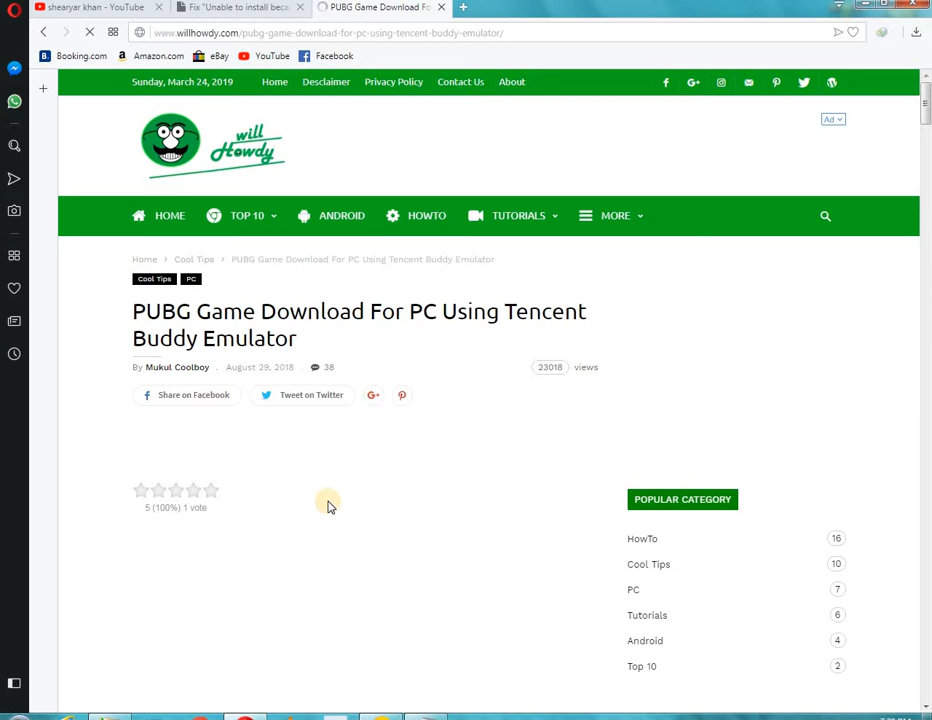 shearyar khan - YouTube
Fix "Unable to install beca
PUBG Game Download Fo
www.willhowdy.com/pubg-game-download-for-pc-using-tencent-buddy-emulator/
Booking.com
Amazon.com
eBay
YouTube
Facebook
Sunday, March 24, 2019
Home
Desclaimer
Privacy Policy
Contact Us
About
will
Howdy
Ad
HOME
TOP 10
ANDROID
HOWTO
TUTORIALS
MORE
Home
Cool Tips
PUBG Game Download For PC Using Tencent Buddy Emulator
Cool Tips
PC
PUBG Game Download For PC Using Tencent
Buddy Emulator
By Mukul Coolboy . August 29, 2018 . 38
23018 views
Share on Facebook
Tweet on Twitter
5 (100%) 1 vote
POPULAR CATEGORY
HowTo 16
Cool Tips 10
PC 7
Tutorials 6
Android 4
Top 10 2